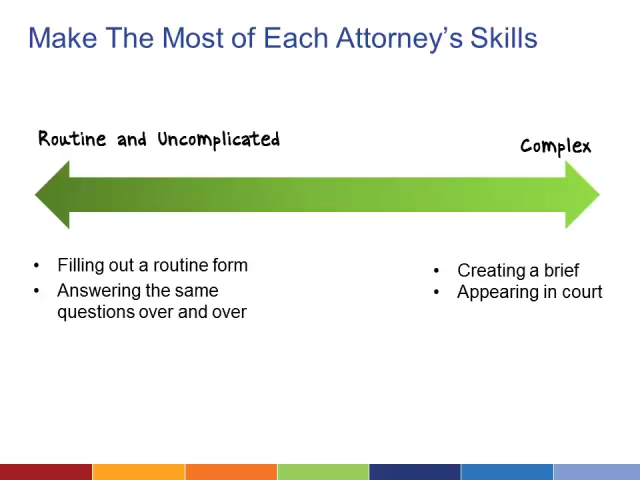 Make The Most of Each Attorney’s Skills
Routine and Uncomplicated
Complex
• Filling out a routine form
• Answering the same
questions over and over
• Creating a brief
• Appearing in court